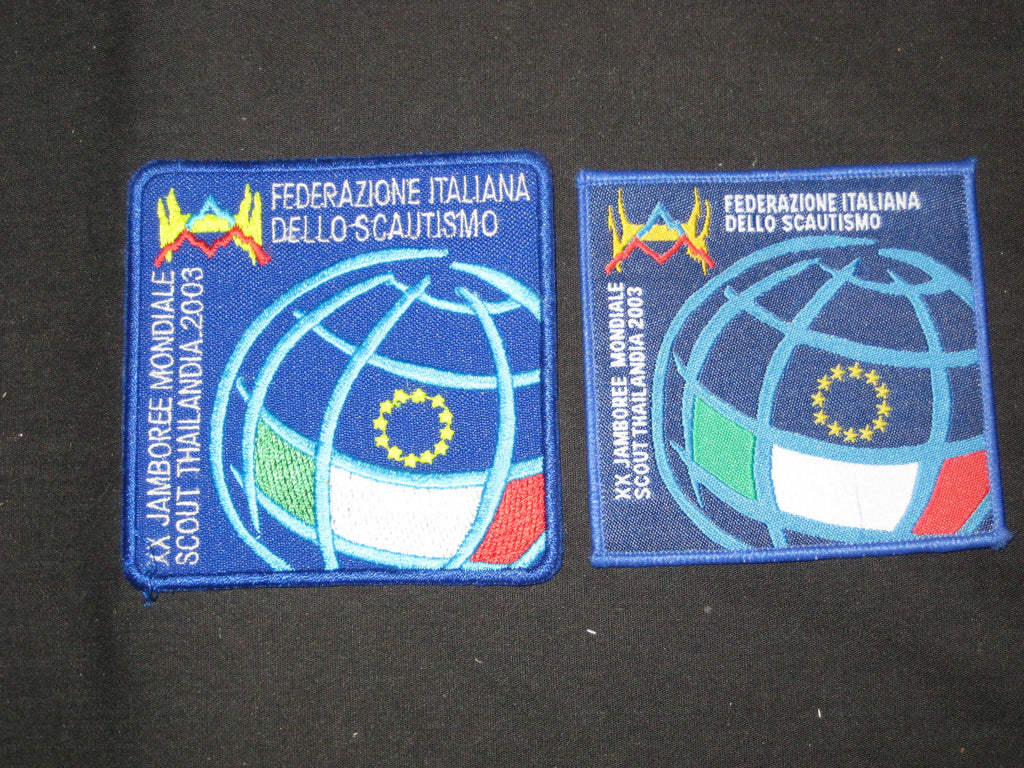 FEDERAZIONE ITALIANA
DELLO SCAUTISMO
XX JAMBOREE MONDIALE
SCOUT THAILANDIA.2003
FEDERAZIONE ITALIANA
DELLO SCAUTISMO
XX JAMBOREE MONDIALE
SCOUT THAILANDIA 2003